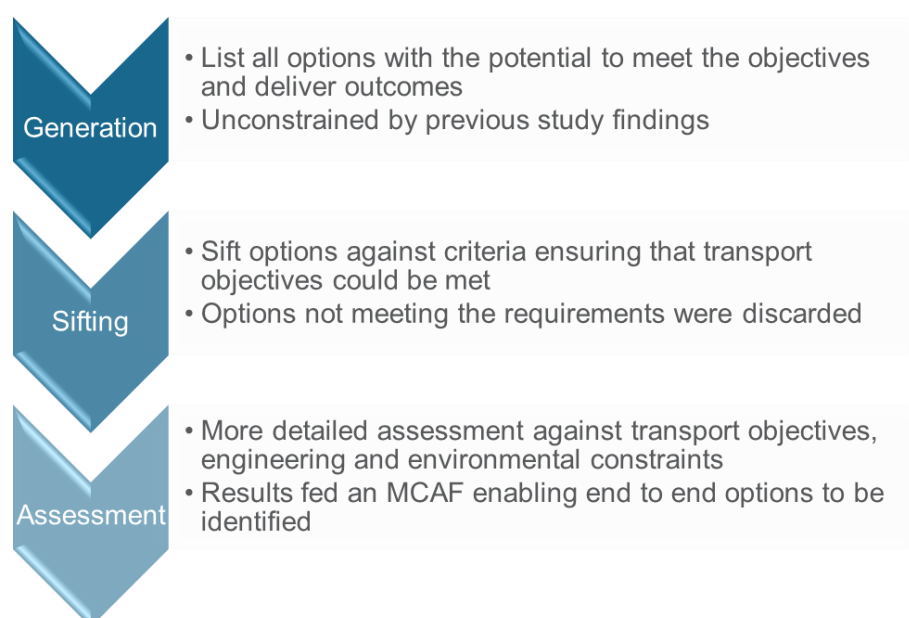 Generation
• List all options with the potential to meet the objectives
and deliver outcomes
• Unconstrained by previous study findings
Sifting
• Sift options against criteria ensuring that transport
objectives could be met
• Options not meeting the requirements were discarded
Assessment
• More detailed assessment against transport objectives,
engineering and environmental constraints
• Results fed an MCAF enabling end to end options to be
identified